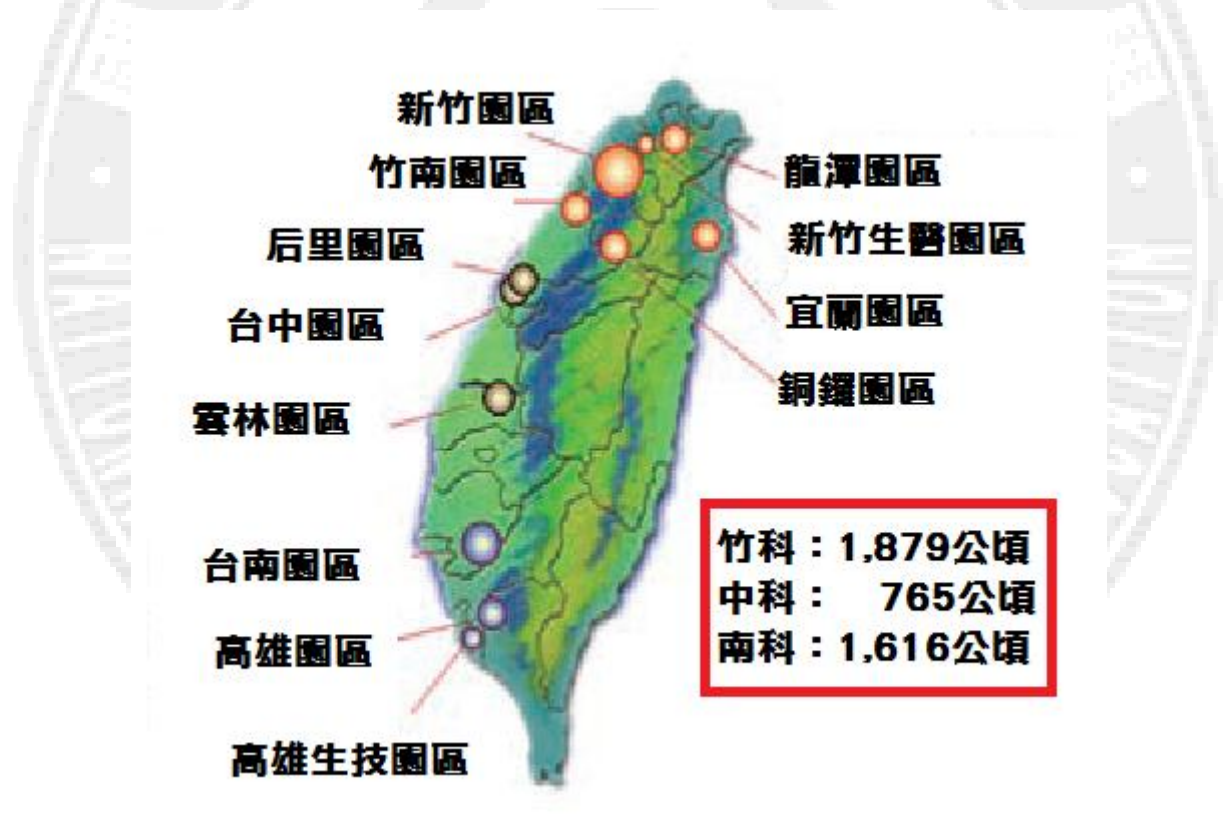 新竹園區
竹南園區
后里園區
台中園區
雲林園區
台南園區
高雄園區
高雄生技園區
龍潭園區
新竹生醫園區
宜蘭園區
銅鑼園區
竹科：1,879公頃
中科： 765公頃
南科：1,616公頃